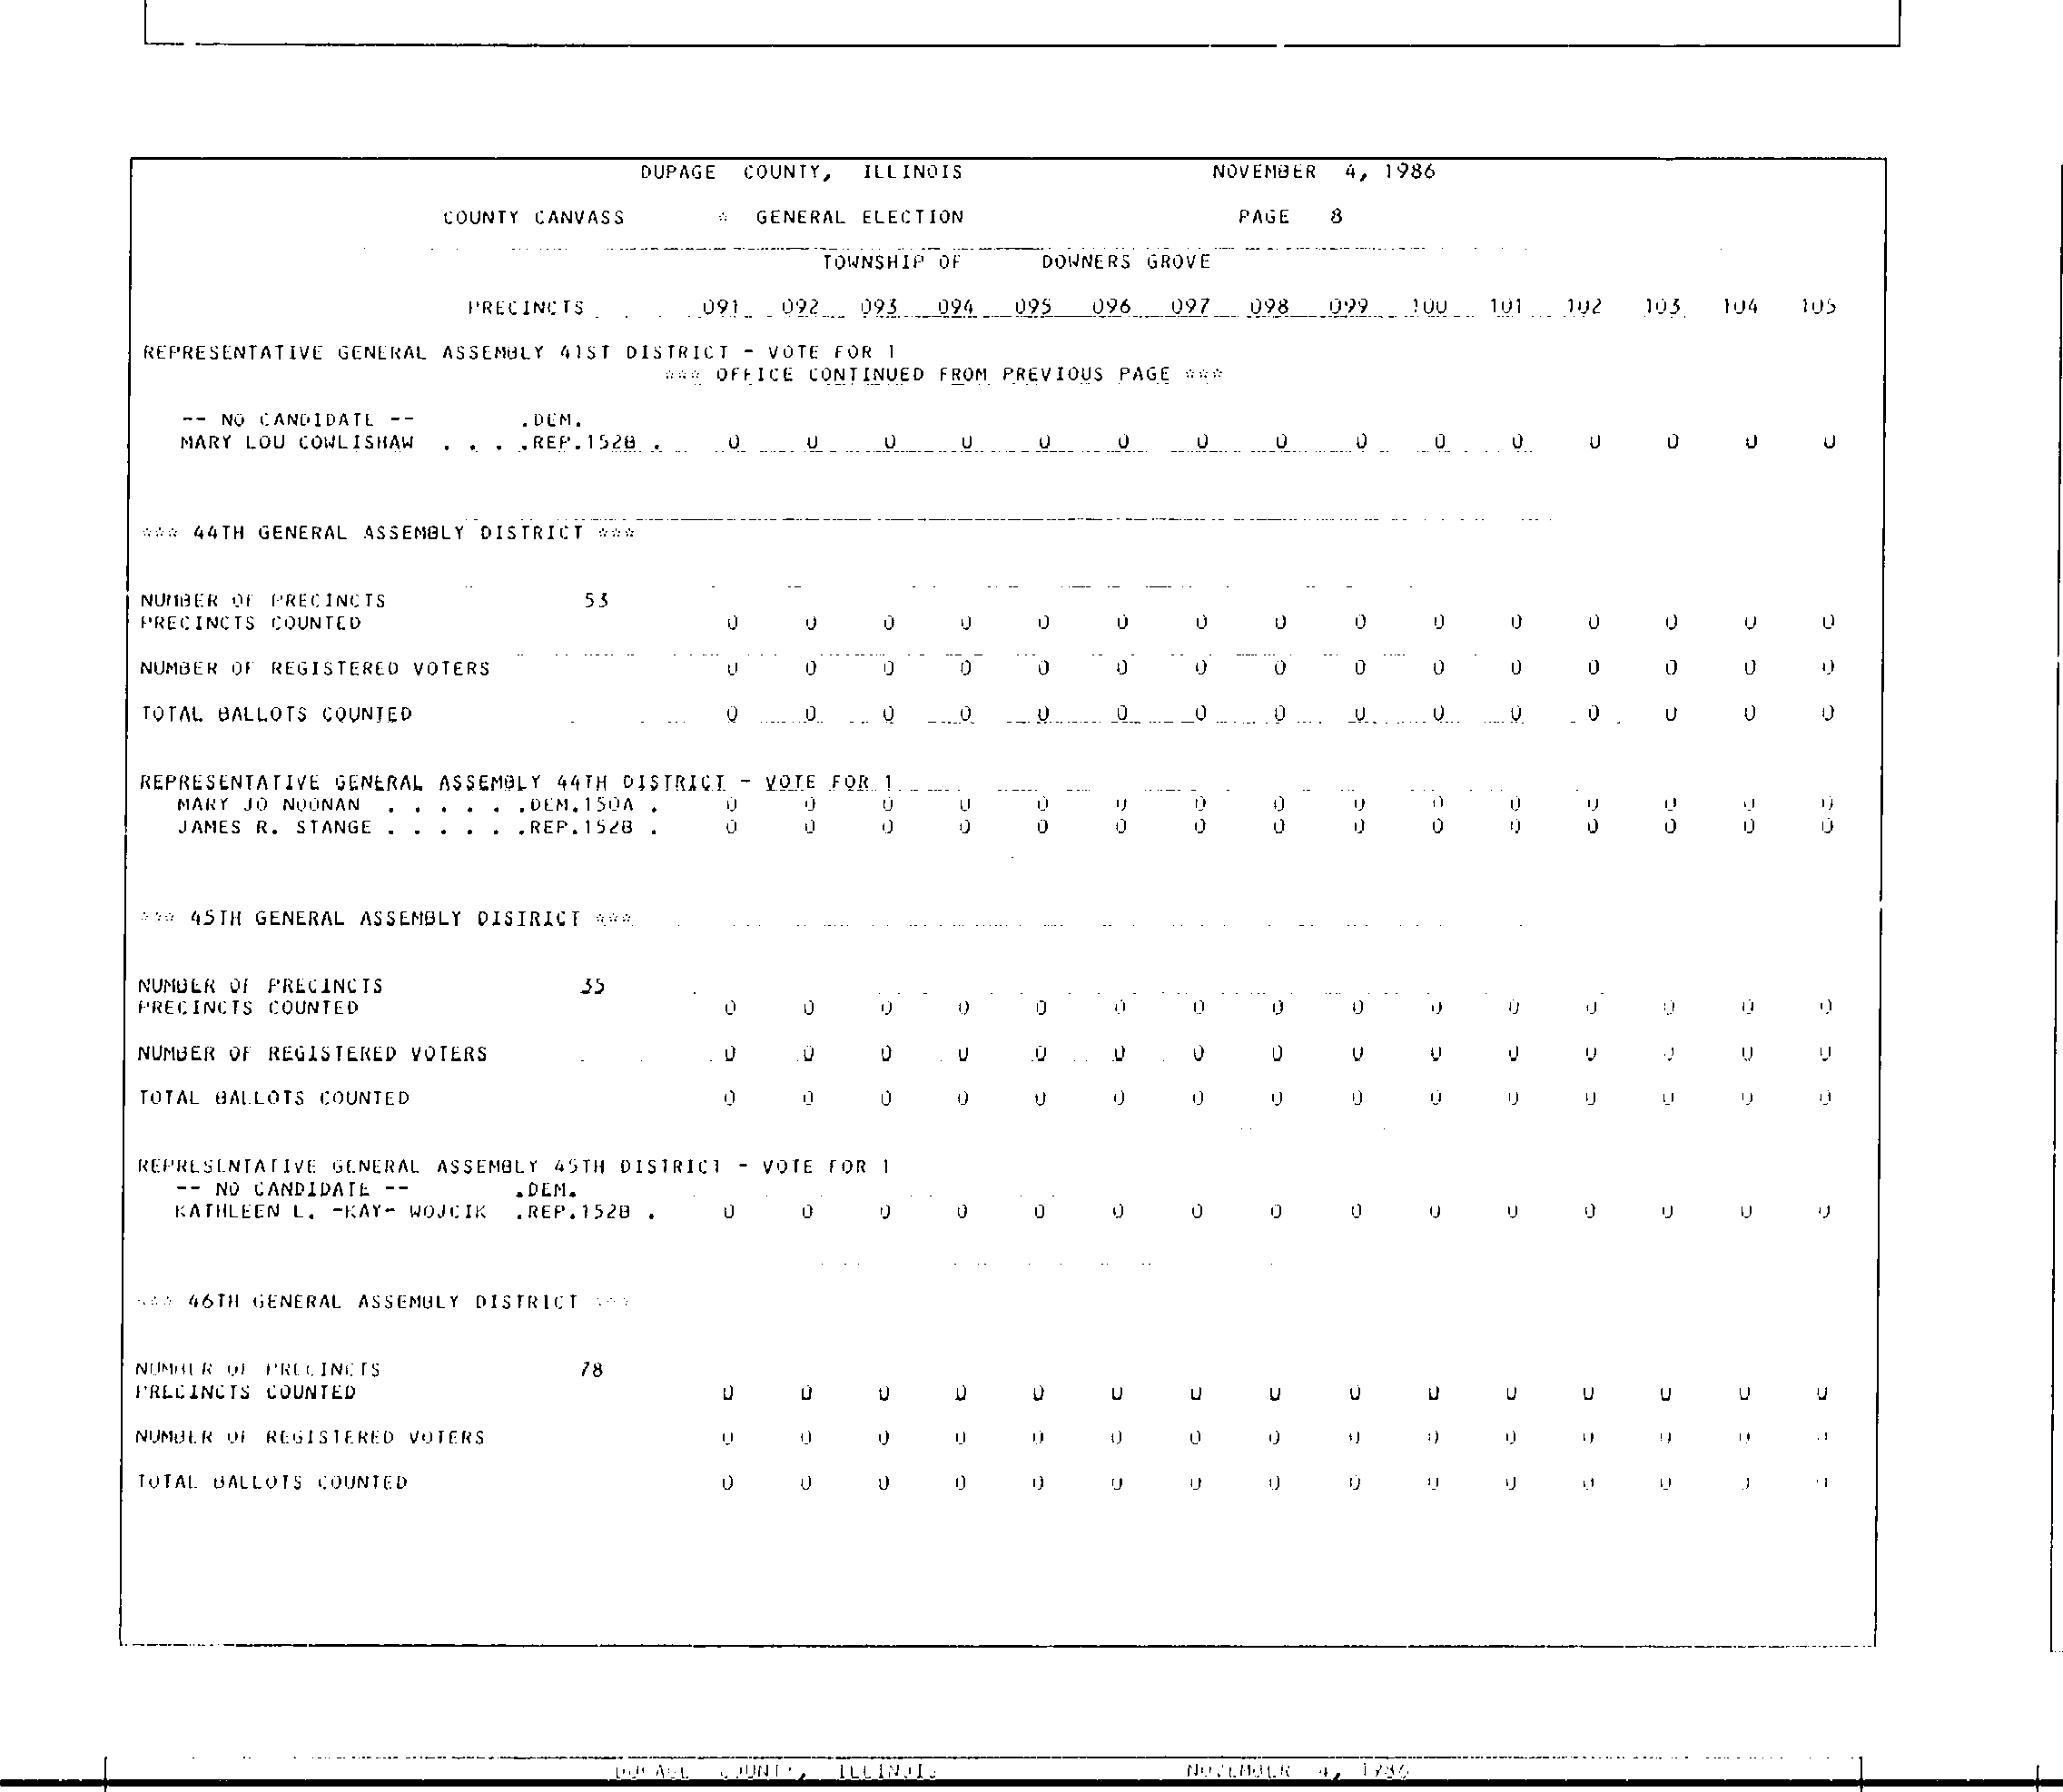 DUPAGE COUNTY, ILLINOIS NOVEMBER 4, 1986
COUNTY CANVASS * GENERAL ELECTION PAGE 8
TOWNSHIP OF DOWNERS GROVE
PRECINCTS 091 092 093 094 095 096 097 098 099 100 101 102 103 104 105
REPRESENTATIVE GENERAL ASSEMBLY 41ST DISTRICT - VOTE FOR 1
*** OFFICE CONTINUED FROM PREVIOUS PAGE ***
-- NO CANDIDATE -- .DEM.
MARY LOU COWLISHAW . . . .REP.152B . 0 0 0 0 0 0 0 0 0 0 0 0 0 0 0
*** 44TH GENERAL ASSEMBLY DISTRICT ***
NUMBER OF PRECINCTS 53
PRECINCTS COUNTED 0 0 0 0 0 0 0 0 0 0 0 0 0 0 0
NUMBER OF REGISTERED VOTERS 0 0 0 0 0 0 0 0 0 0 0 0 0 0 0
TOTAL BALLOTS COUNTED 0 0 0 0 0 0 0 0 0 0 0 0 0 0 0
REPRESENTATIVE GENERAL ASSEMBLY 44TH DISTRICT - VOTE FOR 1
MARY JO NOONAN . . . . . .DEM.150A . 0 0 0 0 0 0 0 0 0 0 0 0 0 0 0
JAMES R. STANGE . . . . . .REP.152B . 0 0 0 0 0 0 0 0 0 0 0 0 0 0 0
*** 45TH GENERAL ASSEMBLY DISTRICT ***
NUMBER OF PRECINCTS 35
PRECINCTS COUNTED 0 0 0 0 0 0 0 0 0 0 0 0 0 0 0
NUMBER OF REGISTERED VOTERS 0 0 0 0 0 0 0 0 0 0 0 0 0 0 0
TOTAL BALLOTS COUNTED 0 0 0 0 0 0 0 0 0 0 0 0 0 0 0
REPRESENTATIVE GENERAL ASSEMBLY 45TH DISTRICT - VOTE FOR 1
-- NO CANDIDATE -- .DEM.
KATHLEEN L. -KAY- WOJCIK .REP.152B . 0 0 0 0 0 0 0 0 0 0 0 0 0 0 0
*** 46TH GENERAL ASSEMBLY DISTRICT ***
NUMBER OF PRECINCTS 78
PRECINCTS COUNTED 0 0 0 0 0 0 0 0 0 0 0 0 0 0 0
NUMBER OF REGISTERED VOTERS 0 0 0 0 0 0 0 0 0 0 0 0 0 0 0
TOTAL BALLOTS COUNTED 0 0 0 0 0 0 0 0 0 0 0 0 0 0 0
DUPAGE COUNTY, ILLINOIS NOVEMBER 4, 1986